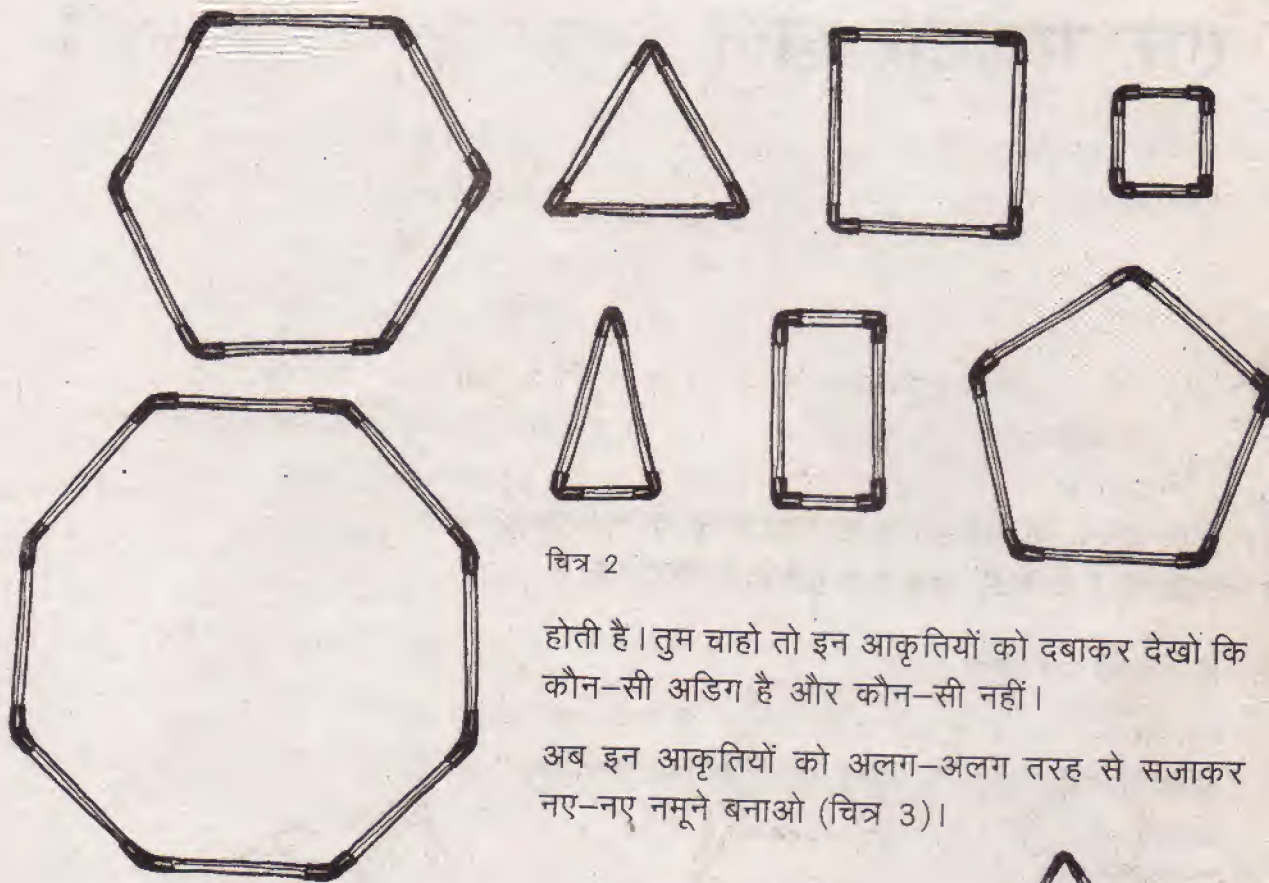 चित्र 2
होती है। तुम चाहो तो इन आकृतियों को दबाकर देखो कि
कौन-सी अडिग है और कौन-सी नहीं।
अब इन आकृतियों को अलग-अलग तरह से सजाकर
नए-नए नमूने बनाओ (चित्र 3)।